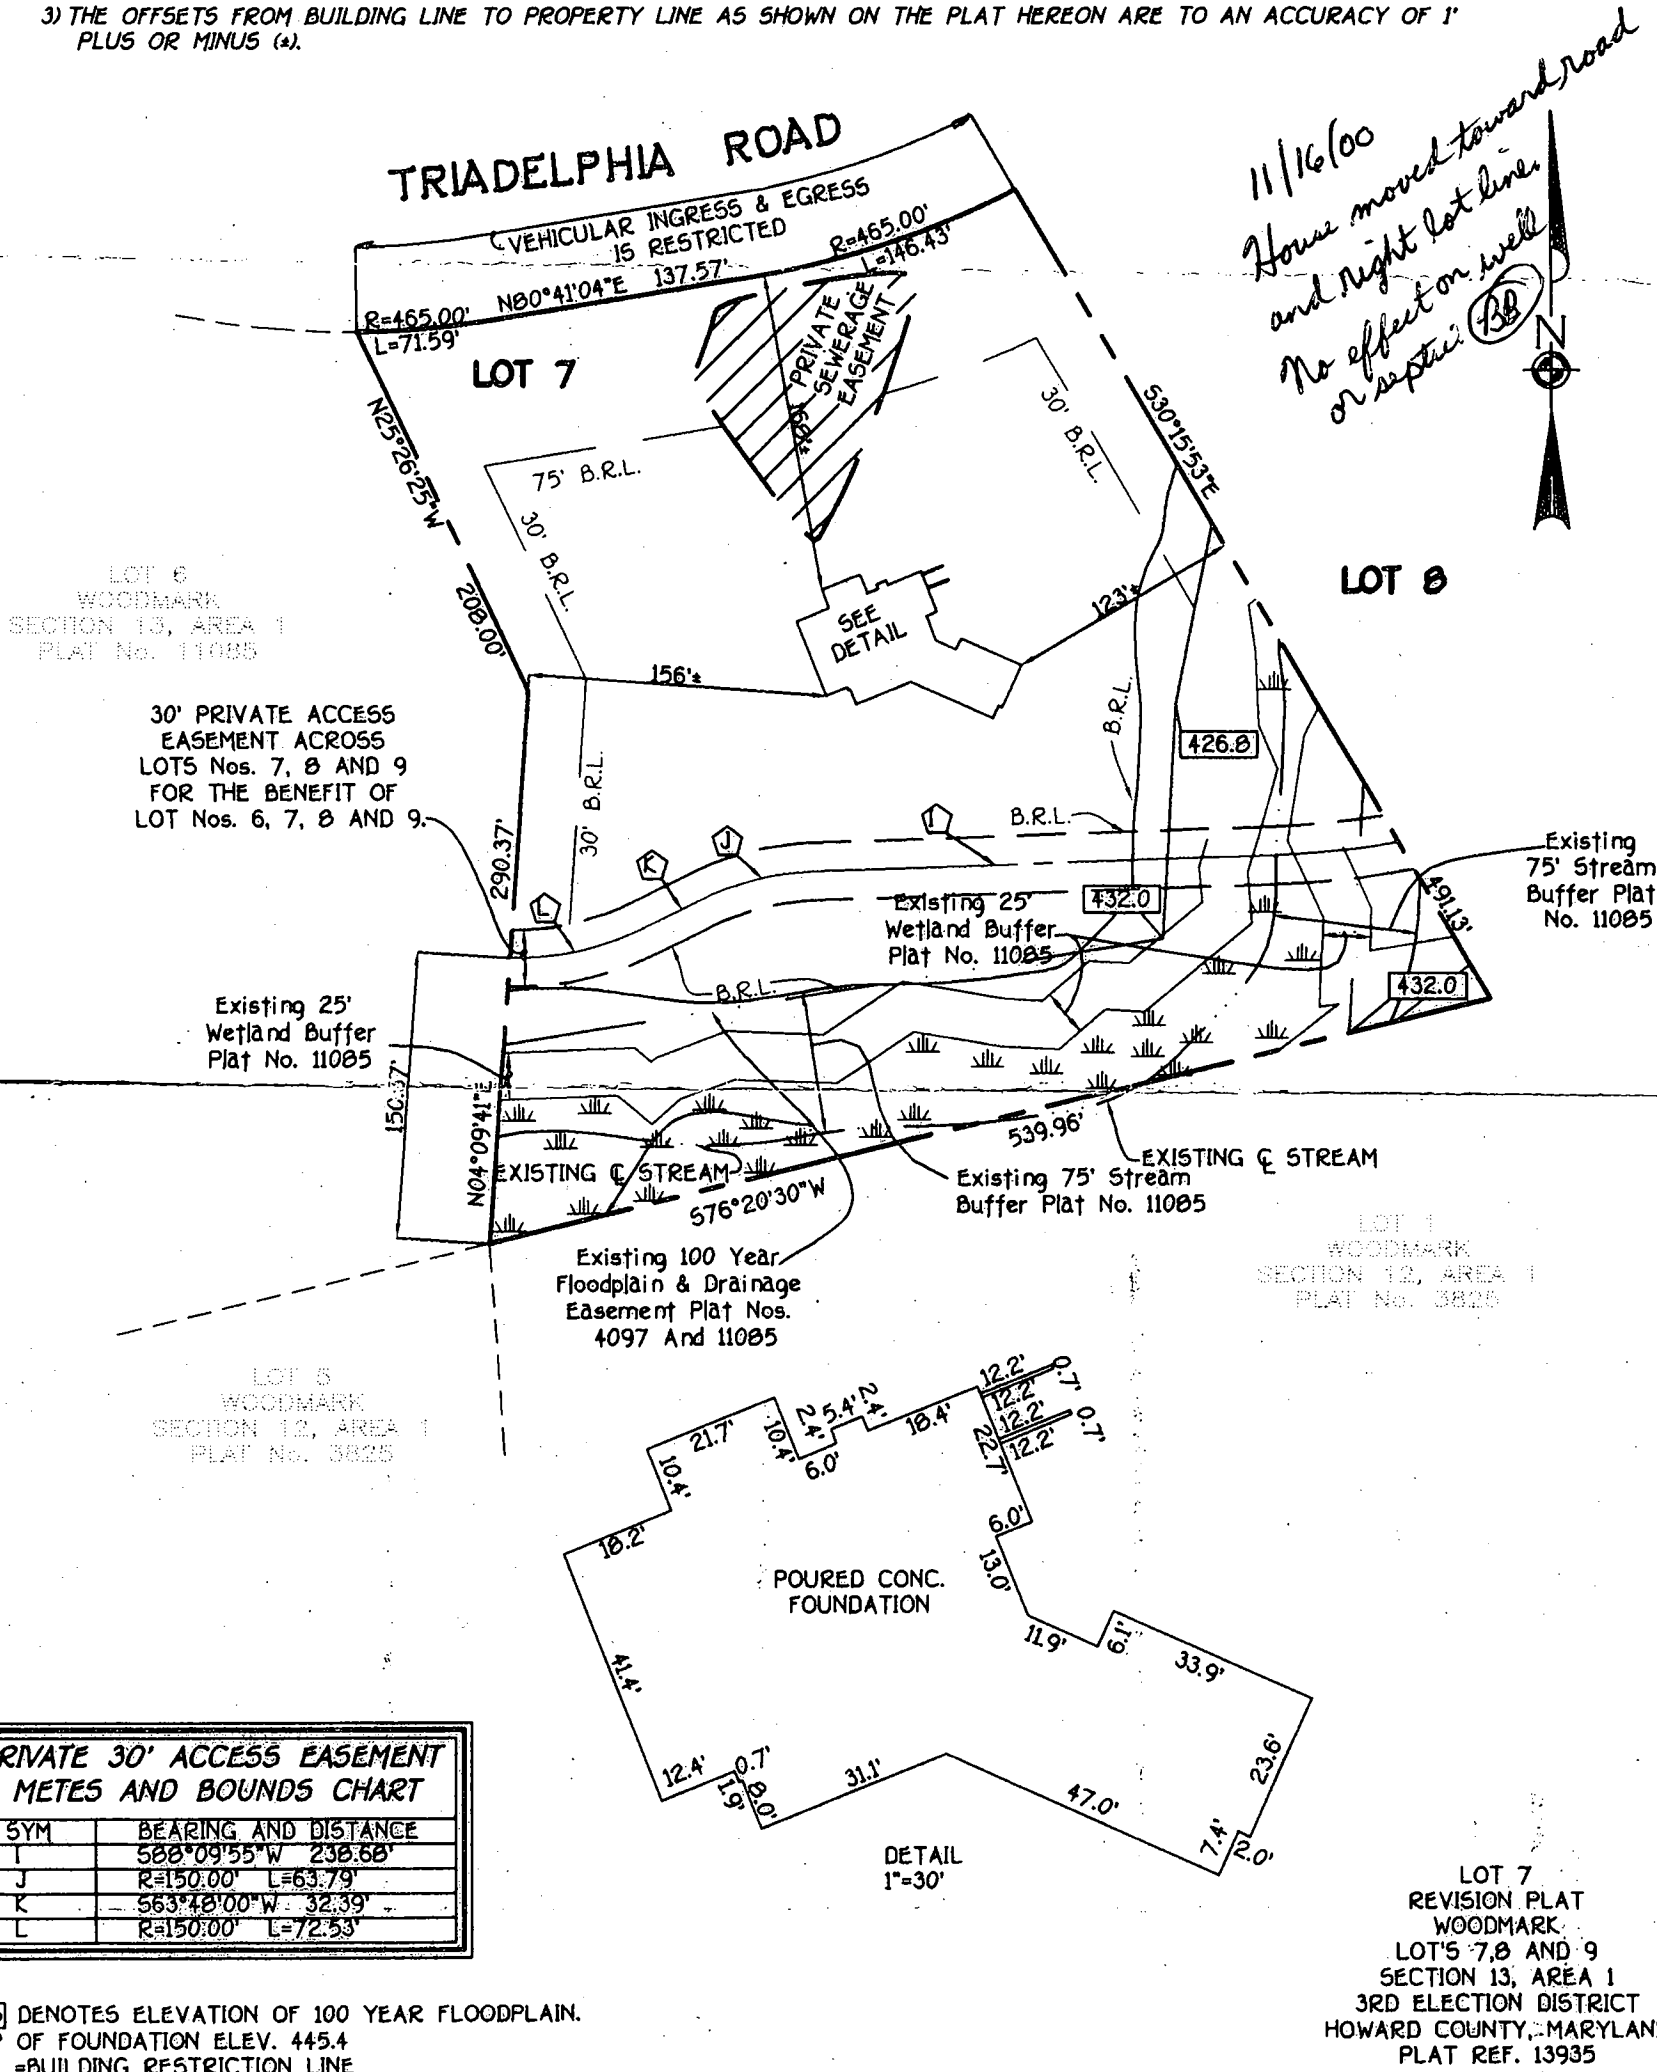 3) THE OFFSETS FROM BUILDING LINE TO PROPERTY LINE AS SHOWN ON THE PLAT HEREON ARE TO AN ACCURACY OF 1'
PLUS OR MINUS (±).
11/16/00
House moved toward road
and right lot line.
No effect on well
or septic. BB
N
TRIADELPHIA ROAD
VEHICULAR INGRESS & EGRESS
IS RESTRICTED
R=465.00'
L=146.43'
N80°41'04"E 137.57'
R=465.00'
L=71.59'
LOT 7
PRIVATE
SEWERAGE
EASEMENT
30' B.R.L.
S30°15'53"E
N25°26'25"W
75' B.R.L.
30' B.R.L.
208.00'
LOT 6
WOODMARK
SECTION 13, AREA 1
PLAT No. 11085
LOT 8
SEE
DETAIL
123'±
156'±
30' PRIVATE ACCESS
EASEMENT ACROSS
LOTS Nos. 7, 8 AND 9
FOR THE BENEFIT OF
LOT Nos. 6, 7, 8 AND 9.
B.R.L.
426.8
30' B.R.L.
290.37'
I
J
K
L
B.R.L.
Existing
75' Stream
Buffer Plat
No. 11085
491.13'
432.0
Existing 25'
Wetland Buffer
Plat No. 11085
432.0
B.R.L.
Existing 25'
Wetland Buffer
Plat No. 11085
150.37'
N04°09'41"E
539.96'
EXISTING ℄ STREAM
EXISTING ℄ STREAM
S76°20'30"W
Existing 75' Stream
Buffer Plat No. 11085
Existing 100 Year
Floodplain & Drainage
Easement Plat Nos.
4097 And 11085
LOT 1
WOODMARK
SECTION 12, AREA 1
PLAT No. 3825
LOT 5
WOODMARK
SECTION 12, AREA 1
PLAT No. 3825
12.2'
0.7'
12.2'
12.2'
0.7'
12.2'
22.7'
18.4'
2.4'
5.4'
2.4'
6.0'
10.4'
21.7'
10.4'
18.2'
6.0'
13.0'
POURED CONC.
FOUNDATION
11.9'
6.1'
33.9'
41.4'
23.6'
12.4'
0.7'
1.9'
8.0'
31.1'
47.0'
7.4'
2.0'
DETAIL
1"=30'
RIVATE 30' ACCESS EASEMENT
METES AND BOUNDS CHART
SYM BEARING AND DISTANCE
I S88°09'55"W 238.68'
J R=150.00' L=63.79'
K S63°48'00"W 32.39'
L R=150.00' L=72.53'
LOT 7
REVISION PLAT
WOODMARK
LOT'S 7,8 AND 9
SECTION 13, AREA 1
3RD ELECTION DISTRICT
HOWARD COUNTY, MARYLAN
PLAT REF. 13935
DENOTES ELEVATION OF 100 YEAR FLOODPLAIN.
OF FOUNDATION ELEV. 445.4
=BUILDING RESTRICTION LINE